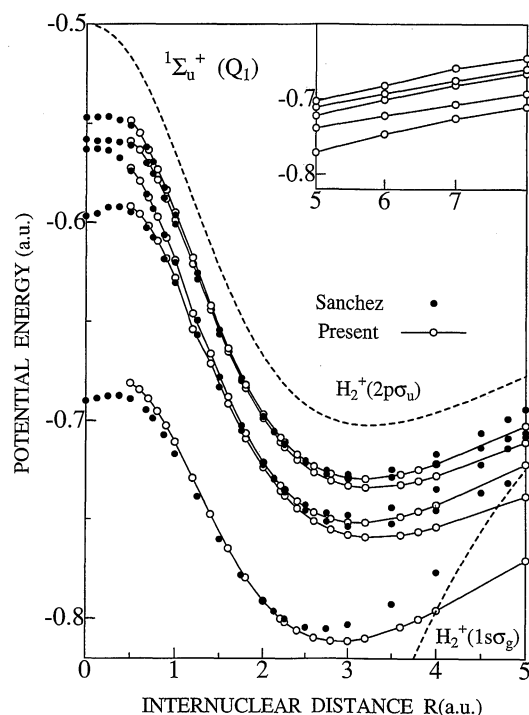 -0.5
¹Σᵤ⁺ (Q₁)
-0.7
-0.8
5 6 7
-0.6
Sanchez
Present
H₂⁺(2pσᵤ)
-0.7
-0.8
H₂⁺(1sσg)
0 1 2 3 4 5
POTENTIAL ENERGY (a.u.)
INTERNUCLEAR DISTANCE R(a.u.)